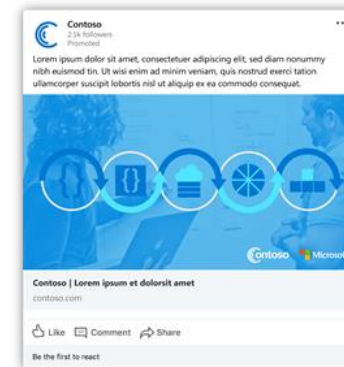 Contoso
2.5k followers
Promoted
Lorem ipsum dolor sit amet, consectetuer adipiscing elit, sed diam nonummy
nibh euismod tin. Ut wisi enim ad minim veniam, quis nostrud exerci tation
ullamcorper suscipit lobortis nisl ut aliquip ex ea commodo consequat.
Contoso Microsoft
Contoso | Lorem ipsum et dolorsit amet
contoso.com
Like Comment Share
Be the first to react